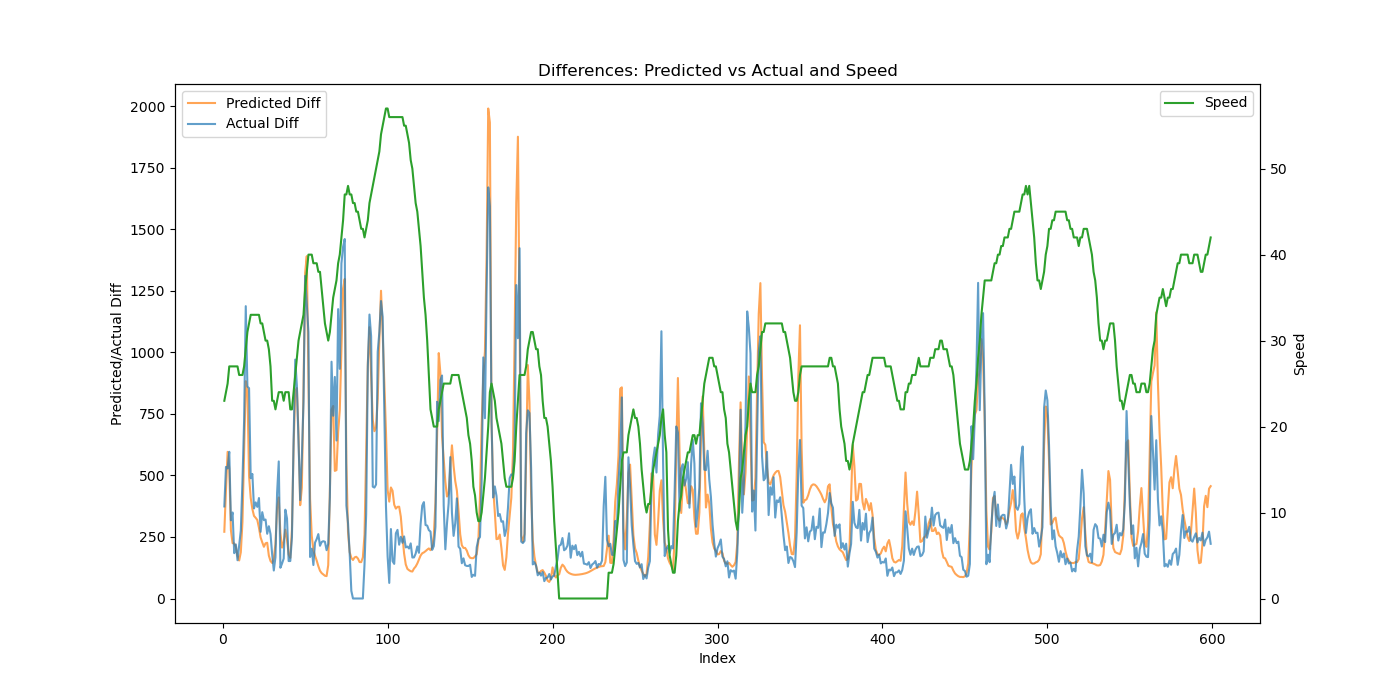 Differences: Predicted vs Actual and Speed
Predicted Diff
Actual Diff
Speed
2000
1750
1500
1250
1000
750
500
250
0
Predicted/Actual Diff
50
40
30
20
10
0
Speed
0 100 200 300 400 500 600
Index